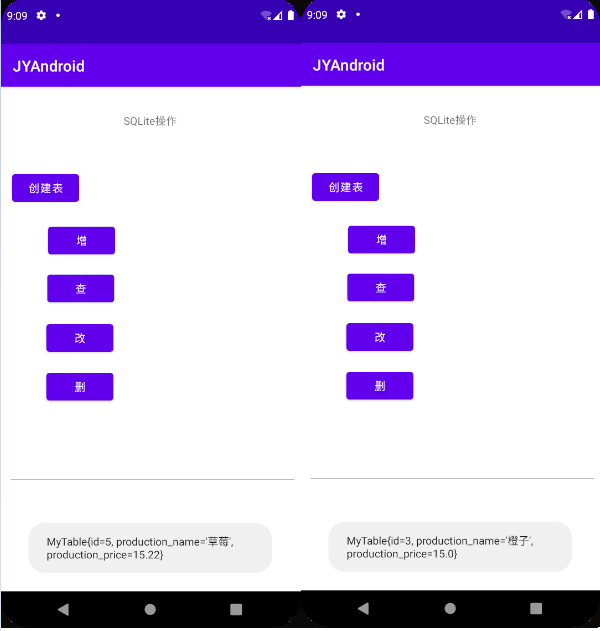 9:09
JYAndroid
SQLite操作
创建表
增
查
改
删
MyTable{id=5, production_name='草莓',
production_price=15.22}
9:09
JYAndroid
SQLite操作
创建表
增
查
改
删
MyTable{id=3, production_name='橙子',
production_price=15.0}